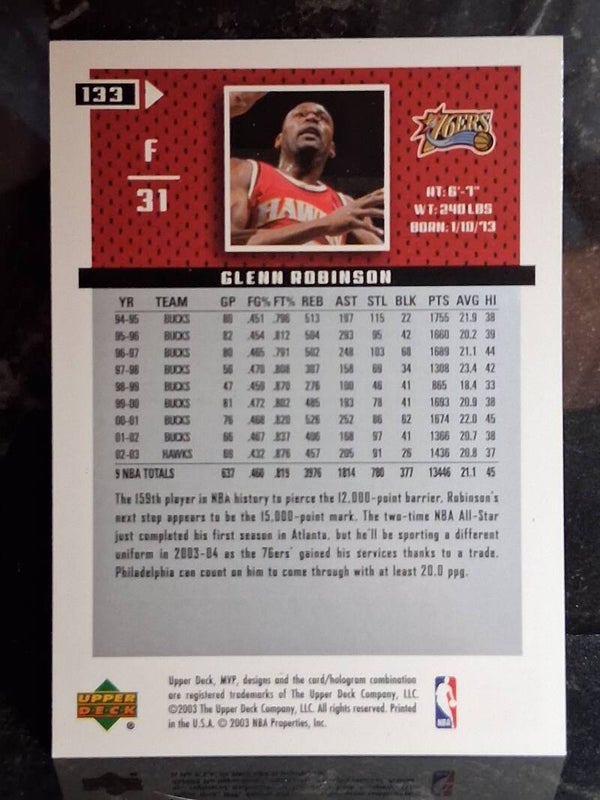 133
F
31
HAWKS
76ERS
HT: 6'-7"
WT: 240 LBS
BORN: 1/10/73
GLENN ROBINSON
YR TEAM GP FG% FT% REB AST STL BLK PTS AVG HI
94-95 BUCKS 80 .451 .796 513 197 115 22 1755 21.9 38
95-96 BUCKS 82 .454 .812 504 293 95 42 1660 20.2 39
96-97 BUCKS 80 .465 .791 502 248 103 68 1689 21.1 44
97-98 BUCKS 56 .470 .808 307 158 69 34 1308 23.4 42
98-99 BUCKS 47 .459 .870 276 100 46 41 865 18.4 33
99-00 BUCKS 81 .472 .802 485 193 78 41 1693 20.9 38
00-01 BUCKS 76 .468 .820 526 252 86 62 1674 22.0 45
01-02 BUCKS 66 .467 .837 406 168 97 41 1366 20.7 38
02-03 HAWKS 69 .432 .876 457 205 91 26 1436 20.8 37
9 NBA TOTALS 637 .460 .819 3976 1814 780 377 13446 21.1 45
The 159th player in NBA history to pierce the 12,000-point barrier, Robinson's
next stop appears to be the 15,000-point mark. The two-time NBA All-Star
just completed his first season in Atlanta, but he'll be sporting a different
uniform in 2003-04 as the 76ers' gained his services thanks to a trade.
Philadelphia can count on him to come through with at least 20.0 ppg.
UPPER
DECK
®
Upper Deck, MVP, designs and the card/hologram combination
are registered trademarks of The Upper Deck Company, LLC.
©2003 The Upper Deck Company, LLC. All rights reserved. Printed
in the U.S.A. © 2003 NBA Properties, Inc.
NBA